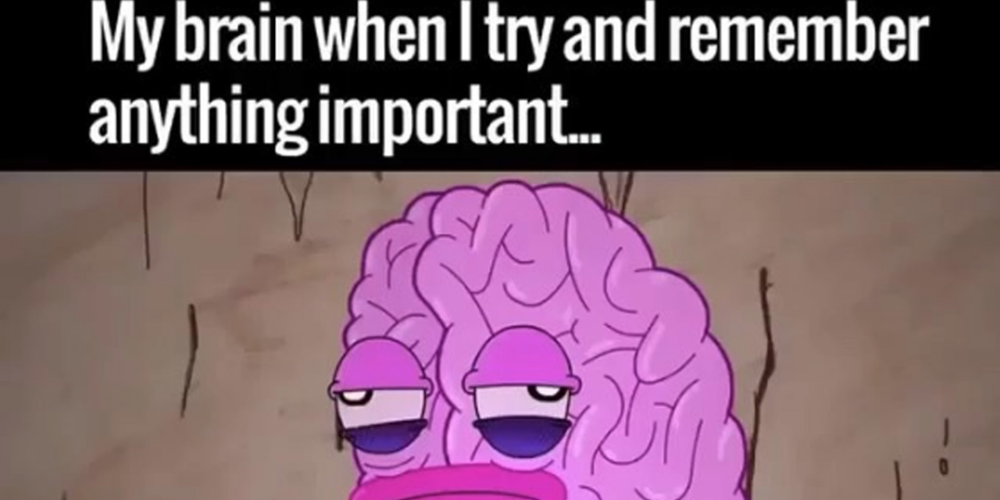 My brain when I try and remember
anything important...